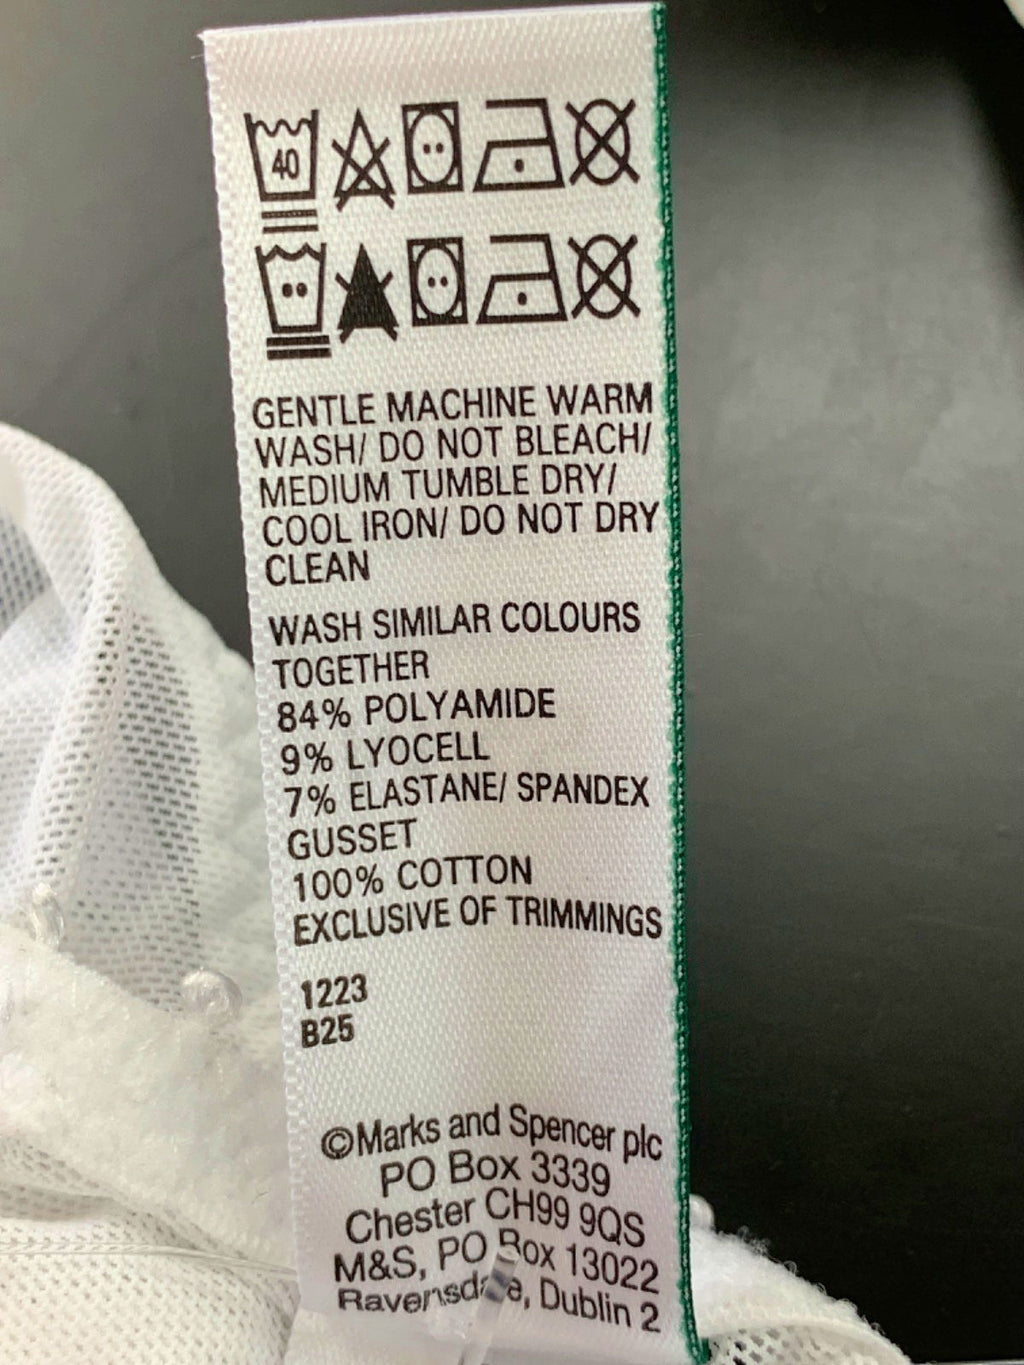 40
GENTLE MACHINE WARM
WASH/ DO NOT BLEACH/
MEDIUM TUMBLE DRY/
COOL IRON/ DO NOT DRY
CLEAN
WASH SIMILAR COLOURS
TOGETHER
84% POLYAMIDE
9% LYOCELL
7% ELASTANE/ SPANDEX
GUSSET
100% COTTON
EXCLUSIVE OF TRIMMINGS
1223
B25
©Marks and Spencer plc
PO Box 3339
Chester CH99 9QS
M&S, PO Box 13022
Ravensdale, Dublin 2